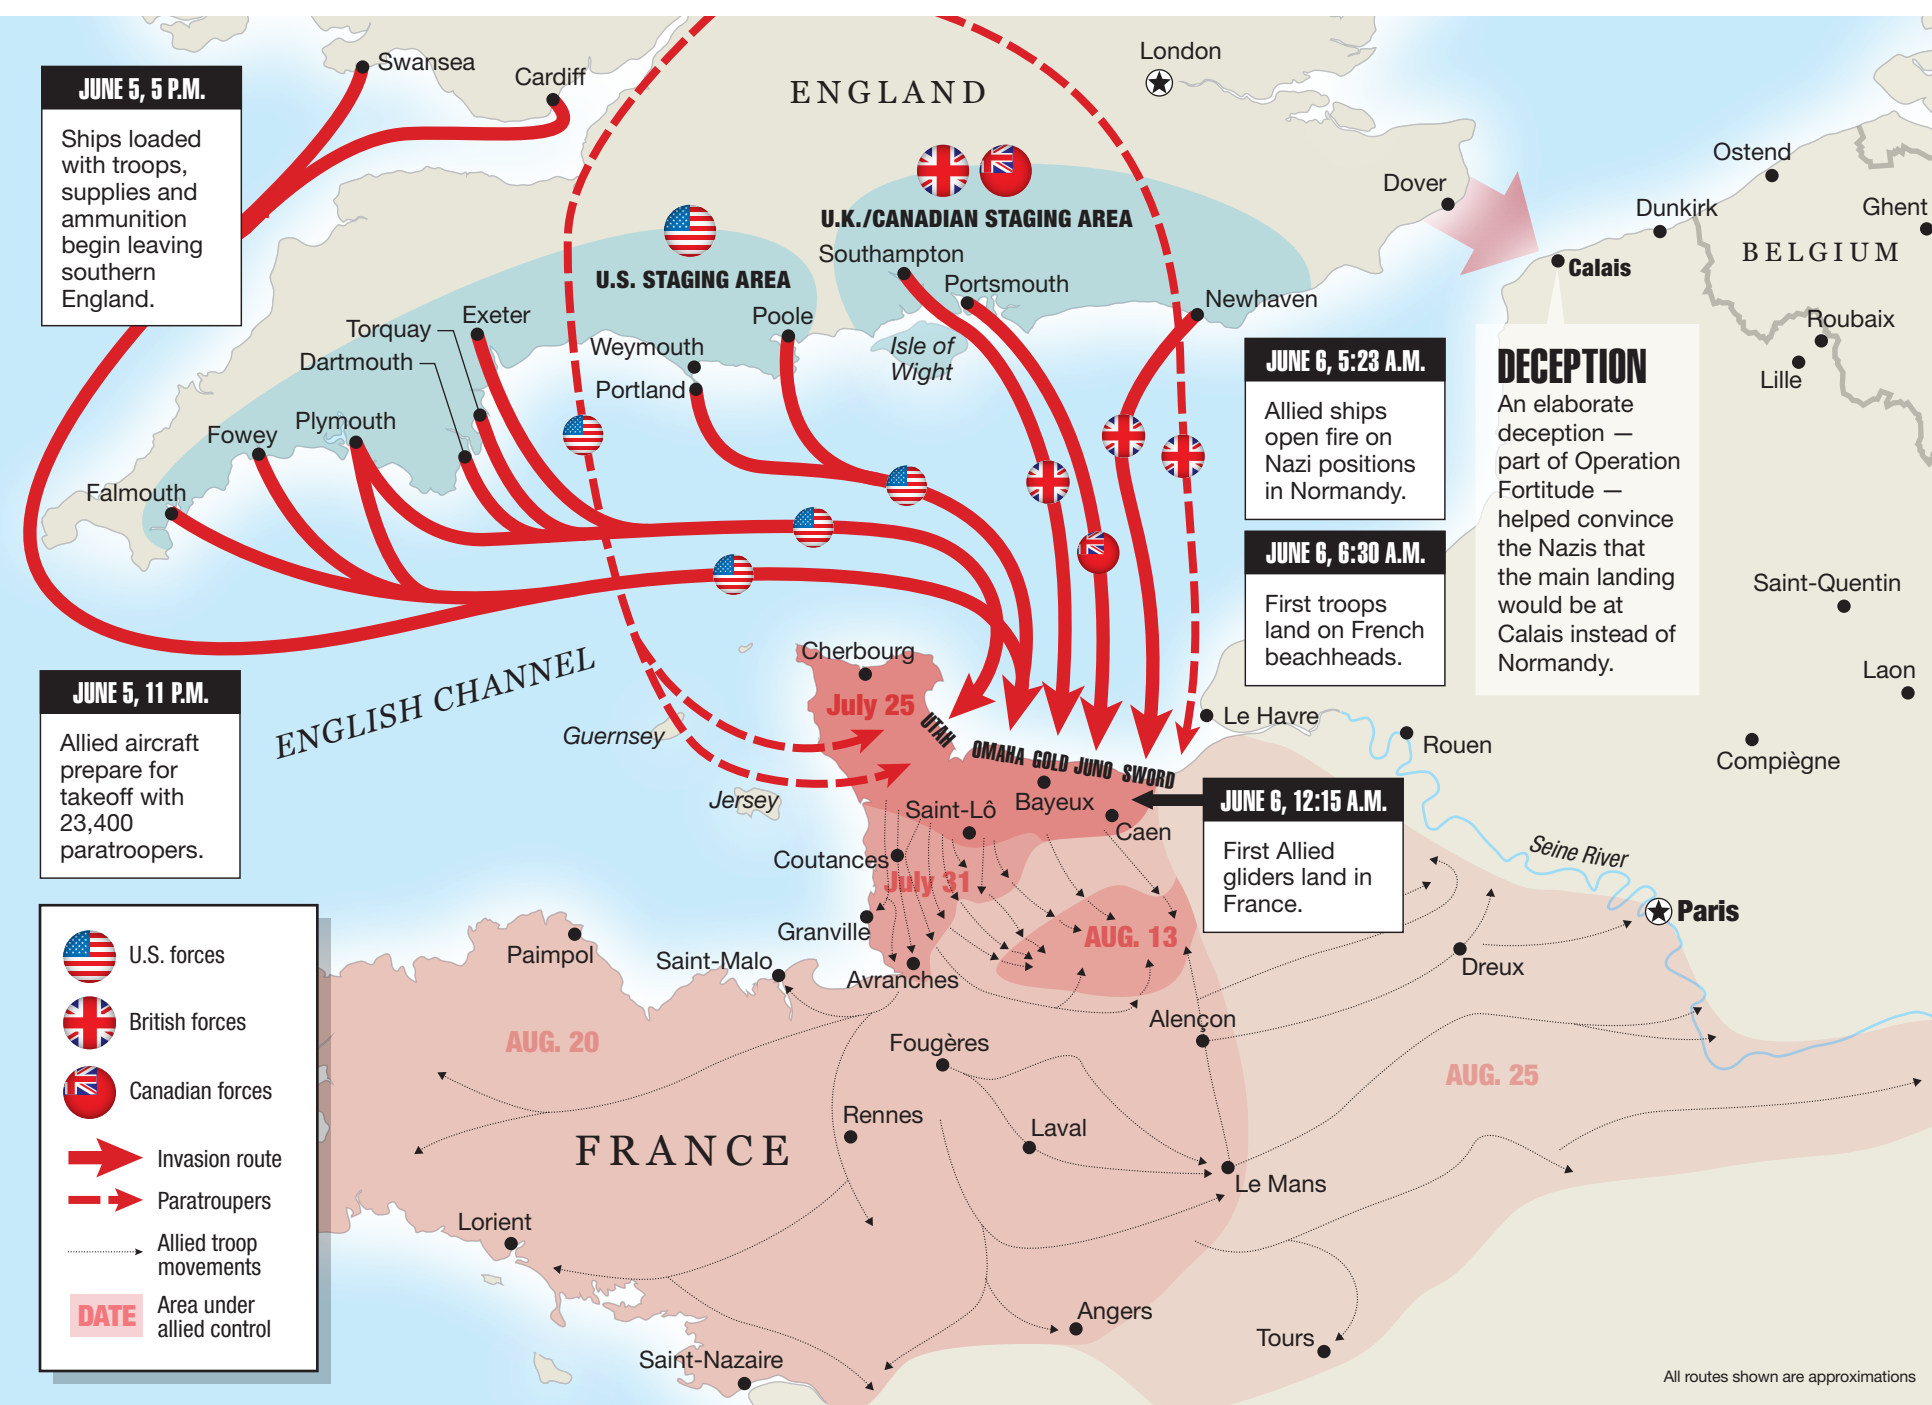 JUNE 5, 5 P.M.
Ships loaded
with troops,
supplies and
ammunition
begin leaving
southern
England.
Swansea
Cardiff
ENGLAND
London
U.K./CANADIAN STAGING AREA
U.S. STAGING AREA
Southampton
Portsmouth
Newhaven
Dover
Ostend
Dunkirk
Ghent
BELGIUM
Calais
Roubaix
Lille
Exeter
Torquay
Dartmouth
Weymouth
Portland
Poole
Isle of
Wight
Plymouth
Fowey
Falmouth
JUNE 6, 5:23 A.M.
Allied ships
open fire on
Nazi positions
in Normandy.
JUNE 6, 6:30 A.M.
First troops
land on French
beachheads.
DECEPTION
An elaborate
deception —
part of Operation
Fortitude —
helped convince
the Nazis that
the main landing
would be at
Calais instead of
Normandy.
Saint-Quentin
Laon
Compiègne
ENGLISH CHANNEL
JUNE 5, 11 P.M.
Allied aircraft
prepare for
takeoff with
23,400
paratroopers.
Cherbourg
July 25
Guernsey
Jersey
UTAH
OMAHA
GOLD
JUNO
SWORD
Le Havre
Rouen
Bayeux
Saint-Lô
Caen
JUNE 6, 12:15 A.M.
First Allied
gliders land in
France.
Seine River
Paris
Coutances
July 31
Granville
AUG. 13
Avranches
Saint-Malo
Paimpol
Dreux
AUG. 20
Alençon
Fougères
AUG. 25
Rennes
Laval
FRANCE
Le Mans
Lorient
Angers
Tours
Saint-Nazaire
U.S. forces
British forces
Canadian forces
Invasion route
Paratroupers
Allied troop
movements
DATE
Area under
allied control
All routes shown are approximations